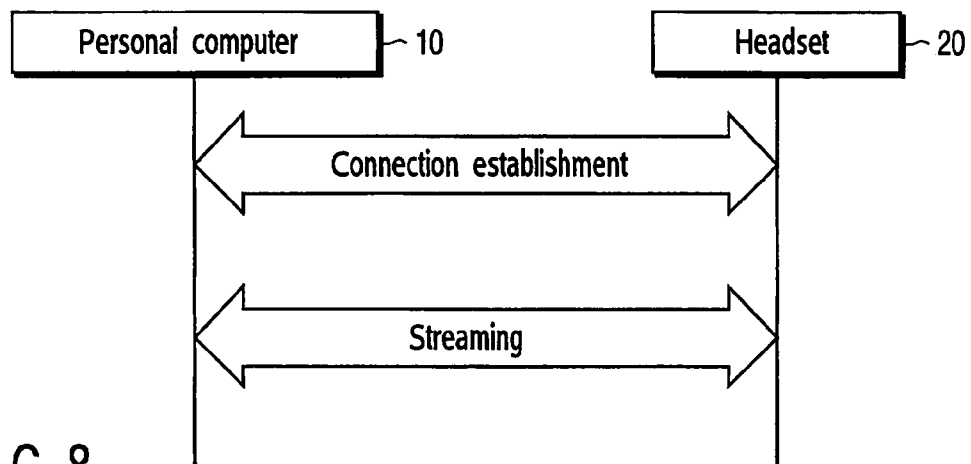 Personal computer 10
Headset 20
Connection establishment
Streaming